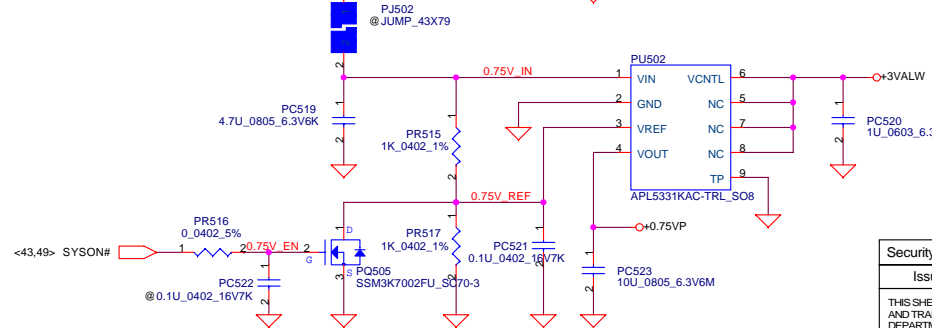 PJ502
@JUMP_43X79
2
0.75V_IN
PC519
4.7U_0805_6.3V6K
1
2
PR515
1K_0402_1%
1
2
PU502
1 VIN VCNTL 6
2 GND NC 5
3 VREF NC 7
4 VOUT NC 8
TP 9
APL5331KAC-TRL_SO8
+3VALW
1
2
PC520
1U_0603_6.3
0.75V_REF
<43,49> SYSON#
PR516
0_0402_5%
1 2
0.75V_EN
PC522
@0.1U_0402_16V7K
1
2
1 D
2 G
3 S
PQ505
SSM3K7002FU_SC70-3
PR517
1K_0402_1%
1
2
PC521
0.1U_0402_16V7K
1
2
+0.75VP
1
2
PC523
10U_0805_6.3V6M
Security
Issu
THIS SHE
AND TRAN
DEPARTM